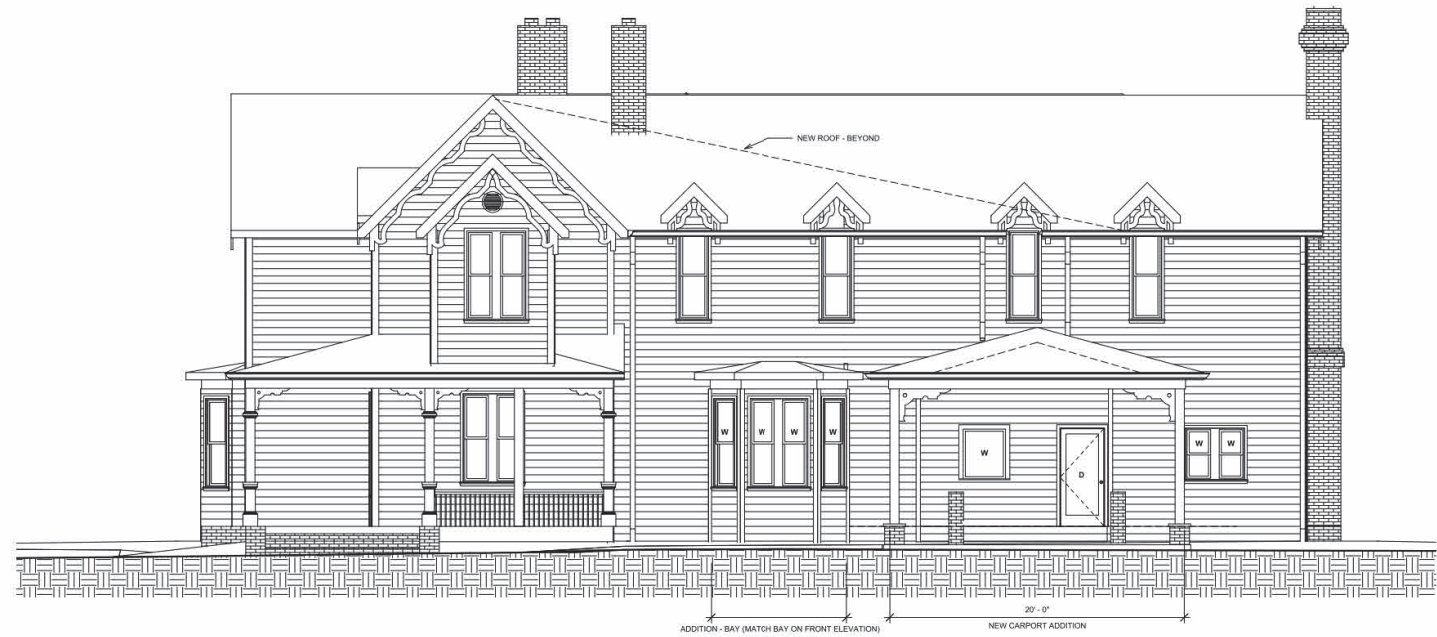 NEW ROOF - BEYOND
W
W
W
W
W
D
W
W
20' - 0"
ADDITION - BAY (MATCH BAY ON FRONT ELEVATION)
NEW CARPORT ADDITION